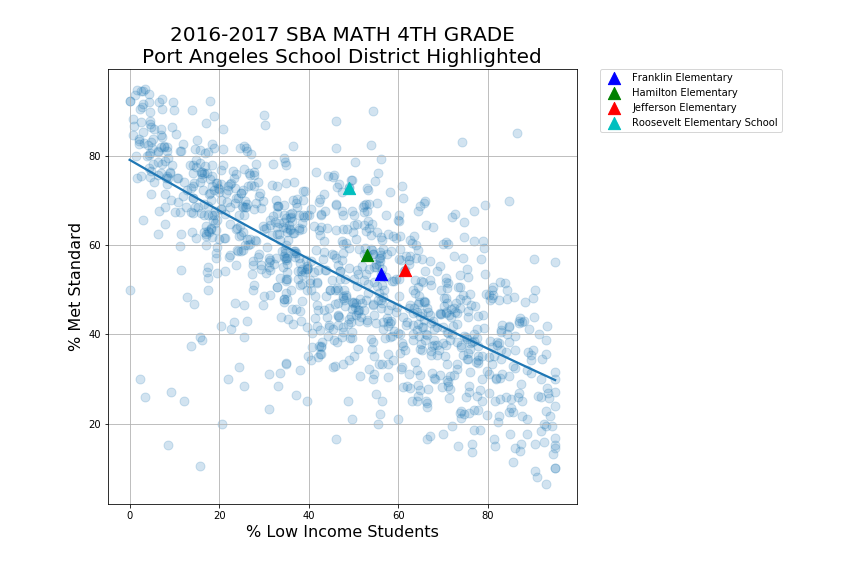 2016-2017 SBA MATH 4TH GRADE
Port Angeles School District Highlighted
Franklin Elementary
Hamilton Elementary
Jefferson Elementary
Roosevelt Elementary School
% Met Standard
80
60
40
20
0 20 40 60 80
% Low Income Students